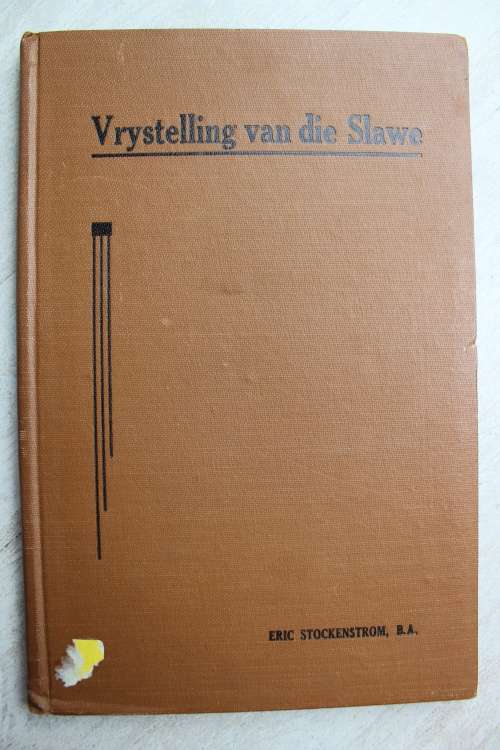 Vrystelling van die Slawe
ERIC STOCKENSTROM, B.A.